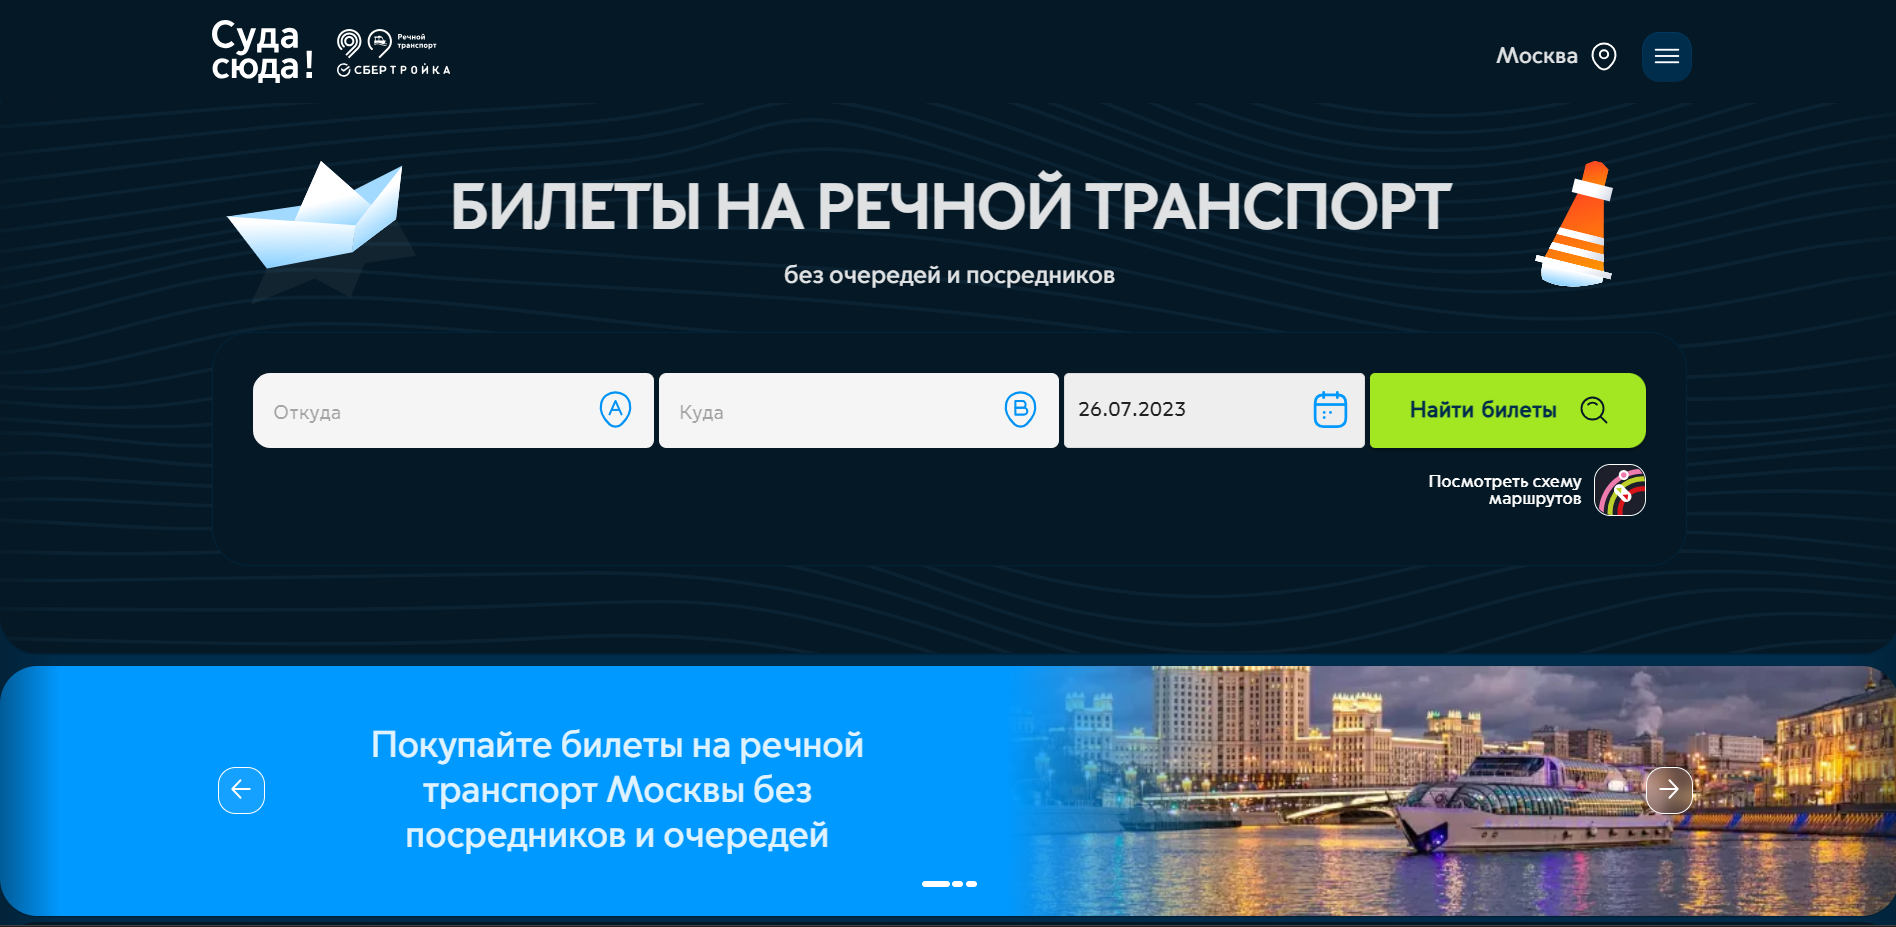 Суда
сюда!
Речной
транспорт
СБЕРТРОЙКА
Москва
БИЛЕТЫ НА РЕЧНОЙ ТРАНСПОРТ
без очередей и посредников
Откуда
A
Куда
B
26.07.2023
Найти билеты
Посмотреть схему
маршрутов
Покупайте билеты на речной
транспорт Москвы без
посредников и очередей